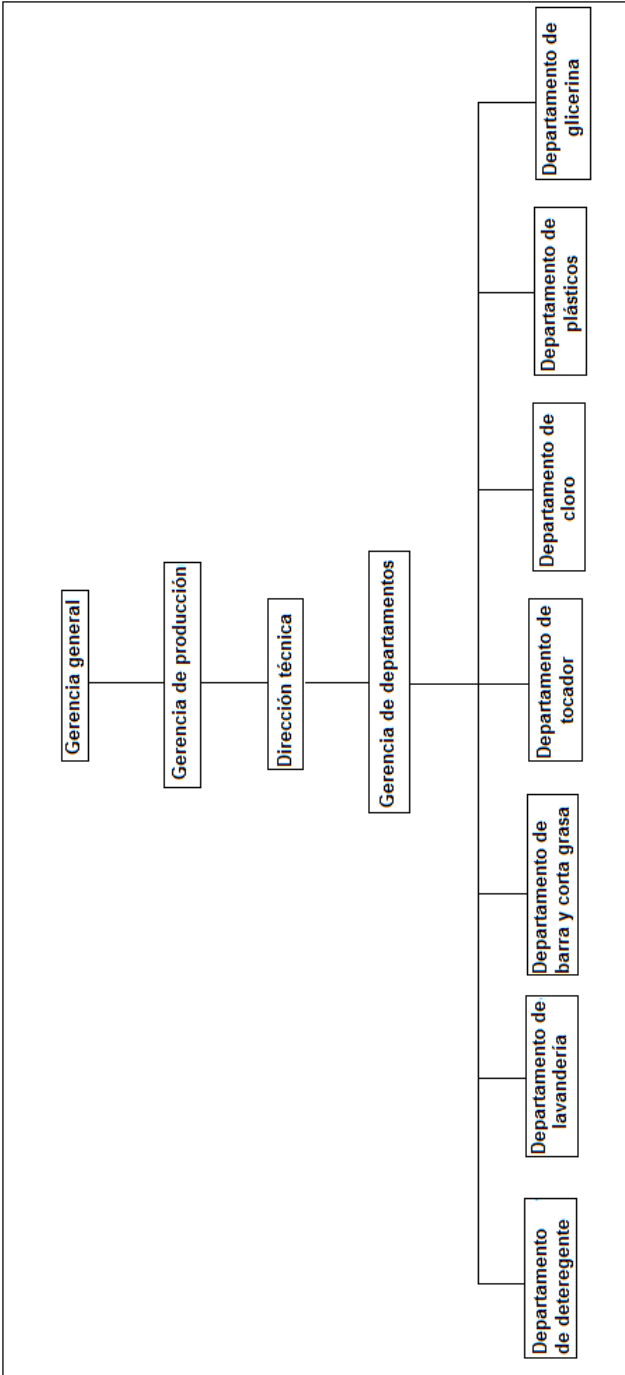 Gerencia general
Gerencia de producción
Dirección técnica
Gerencia de departamentos
Departamento
de deteregente
Departamento de
lavandería
Departamento de
barra y corta grasa
Departamento de
tocador
Departamento de
cloro
Departamento de
plásticos
Departamento de
glicerina